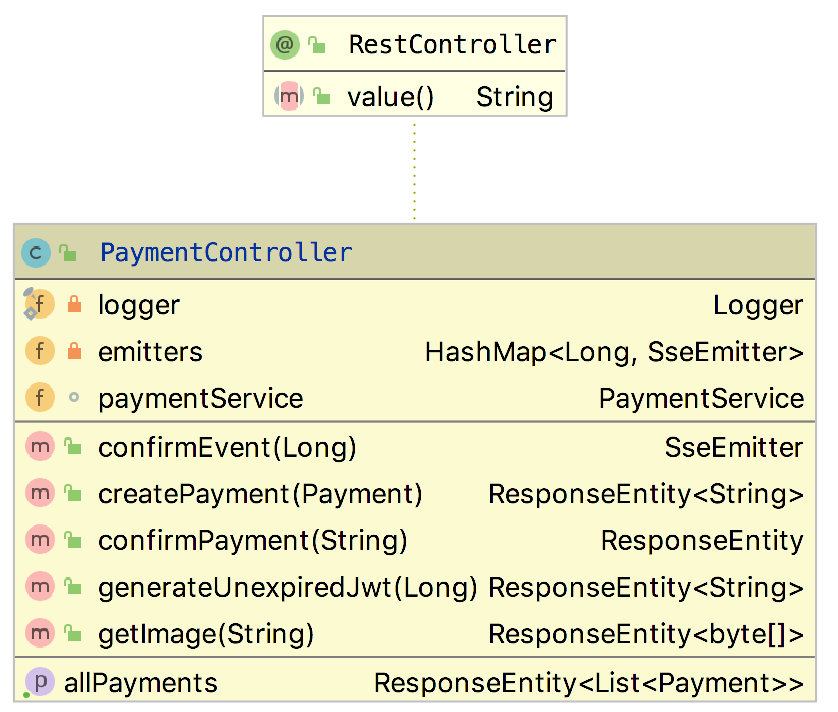 @ RestController
m value() String
C PaymentController
f logger Logger
f emitters HashMap<Long, SseEmitter>
f paymentService PaymentService
m confirmEvent(Long) SseEmitter
m createPayment(Payment) ResponseEntity<String>
m confirmPayment(String) ResponseEntity
m generateUnexpiredJwt(Long) ResponseEntity<String>
m getImage(String) ResponseEntity<byte[]>
p allPayments ResponseEntity<List<Payment>>